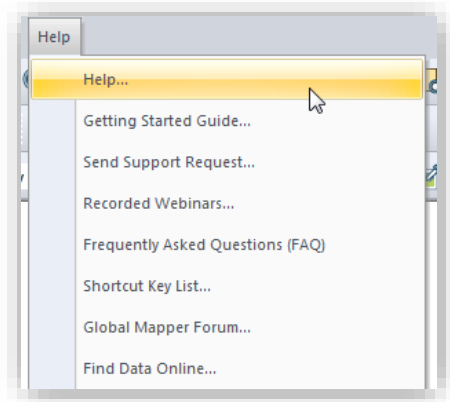 Help
Help...
Getting Started Guide...
Send Support Request...
Recorded Webinars...
Frequently Asked Questions (FAQ)
Shortcut Key List...
Global Mapper Forum...
Find Data Online...